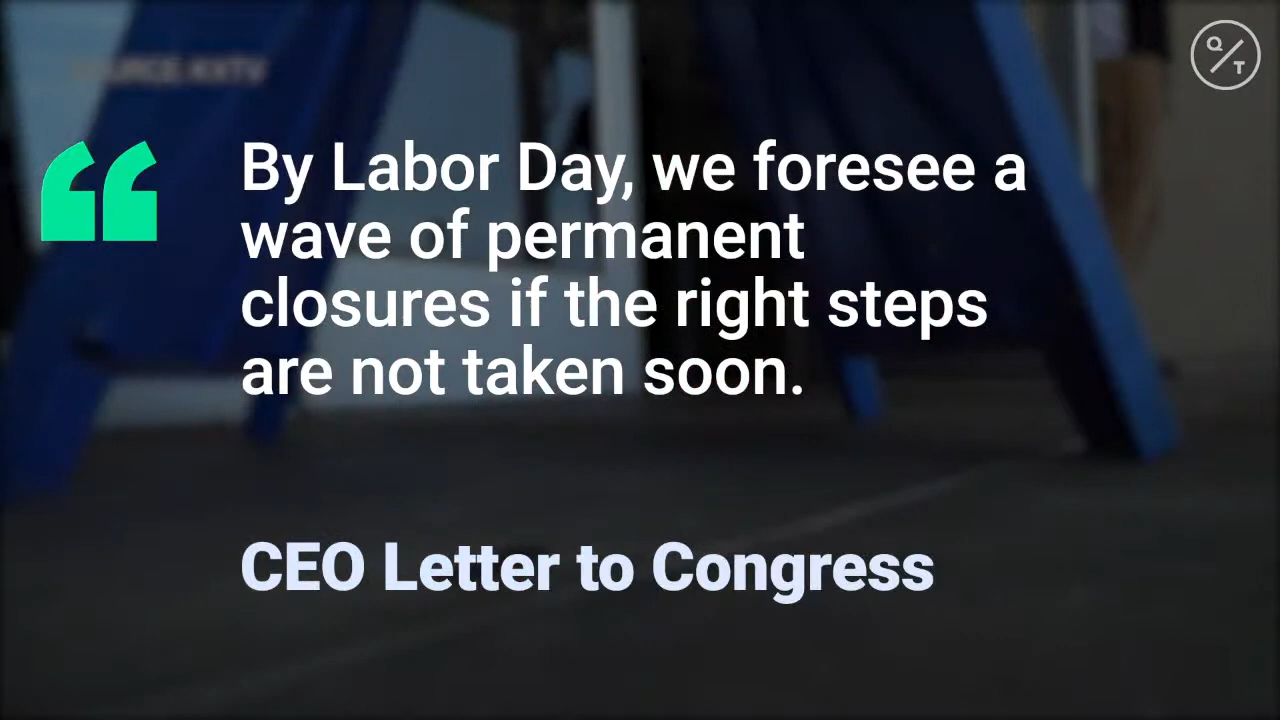 Q
T
By Labor Day, we foresee a
wave of permanent
closures if the right steps
are not taken soon.
CEO Letter to Congress